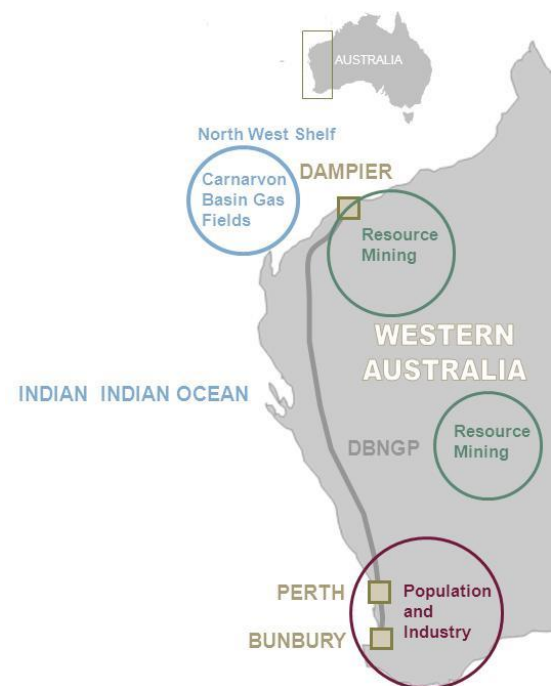 AUSTRALIA
North West Shelf
DAMPIER
Carnarvon
Basin Gas
Fields
Resource
Mining
WESTERN
AUSTRALIA
INDIAN INDIAN OCEAN
Resource
Mining
DBNGP
PERTH
Population
and
Industry
BUNBURY